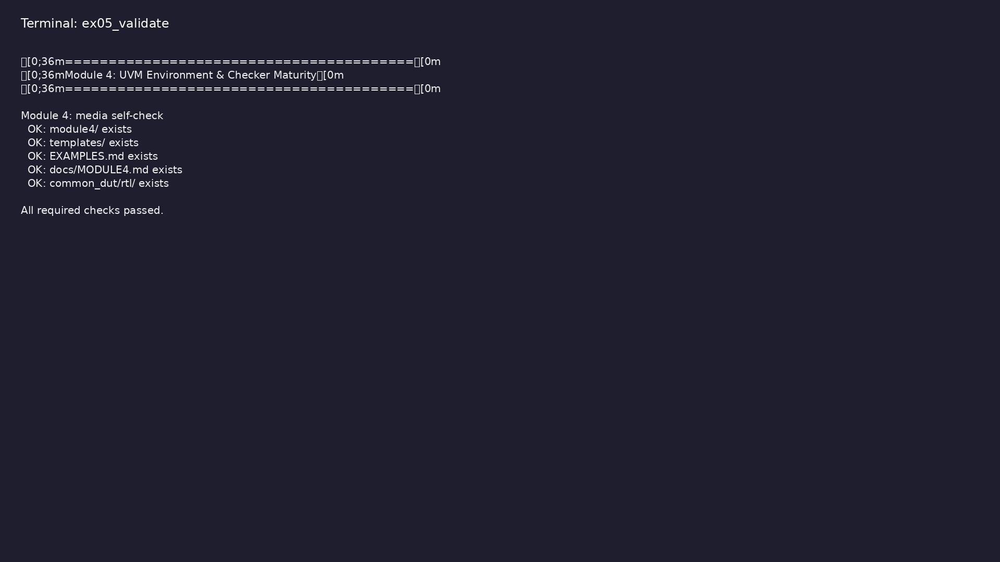 Terminal: ex05_validate
▯[0;36m========================================▯[0m
▯[0;36mModule 4: UVM Environment & Checker Maturity▯[0m
▯[0;36m========================================▯[0m
Module 4: media self-check
OK: module4/ exists
OK: templates/ exists
OK: EXAMPLES.md exists
OK: docs/MODULE4.md exists
OK: common_dut/rtl/ exists
All required checks passed.